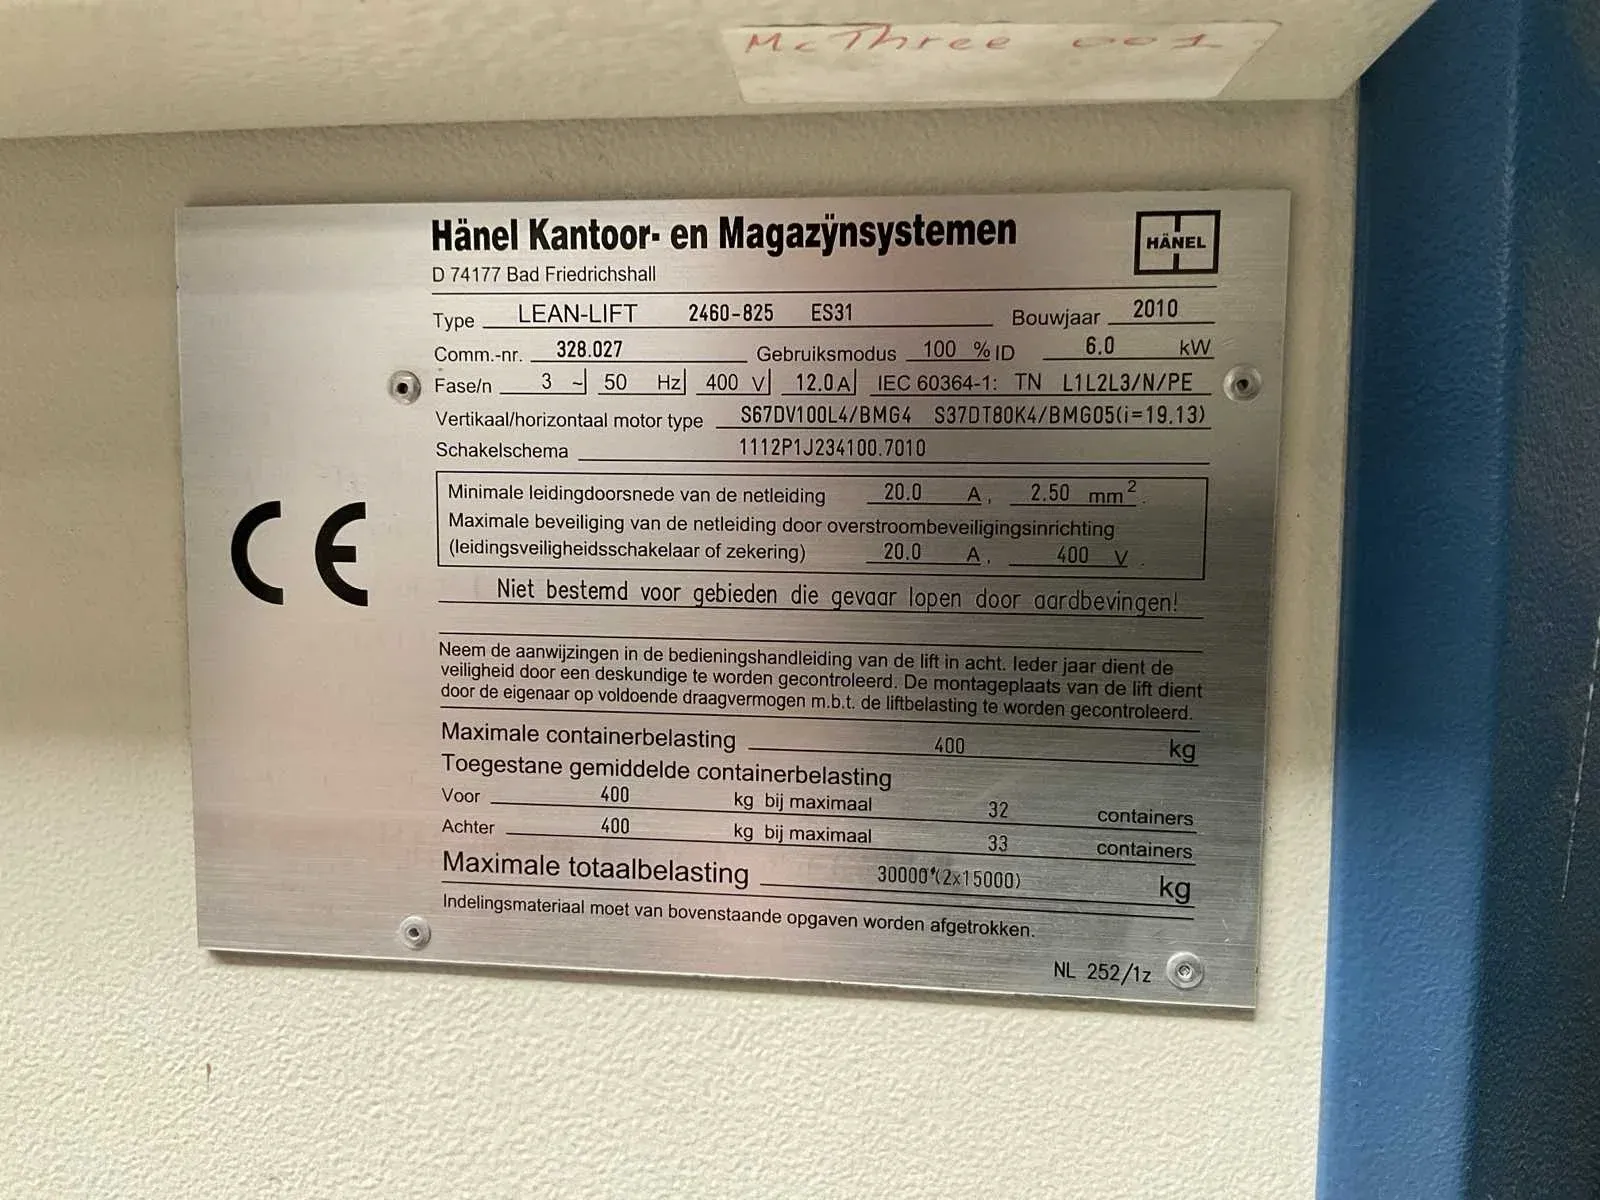 McThree 001
Hänel Kantoor- en Magazÿnsystemen
HÄNEL
D 74177 Bad Friedrichshall
Type LEAN-LIFT 2460-825 ES31 Bouwjaar 2010
Comm.-nr. 328.027 Gebruiksmodus 100 % ID 6.0 kW
Fase/n 3 ~ 50 Hz 400 V 12.0 A IEC 60364-1: TN L1L2L3/N/PE
Vertikaal/horizontaal motor type S67DV100L4/BMG4 S37DT80K4/BMG05(i=19.13)
Schakelschema 1112P1J234100.7010
Minimale leidingdoorsnede van de netleiding 20.0 A, 2.50 mm².
Maximale beveiliging van de netleiding door overstroombeveiligingsinrichting
(leidingsveiligheidsschakelaar of zekering) 20.0 A, 400 V.
CE
Niet bestemd voor gebieden die gevaar lopen door aardbevingen!
Neem de aanwijzingen in de bedieningshandleiding van de lift in acht. Ieder jaar dient de
veiligheid door een deskundige te worden gecontroleerd. De montageplaats van de lift dient
door de eigenaar op voldoende draagvermogen m.b.t. de liftbelasting te worden gecontroleerd.
Maximale containerbelasting 400 kg
Toegestane gemiddelde containerbelasting
Voor 400 kg bij maximaal 32 containers
Achter 400 kg bij maximaal 33 containers
Maximale totaalbelasting 30000*(2x15000) kg
Indelingsmateriaal moet van bovenstaande opgaven worden afgetrokken.
NL 252/1z